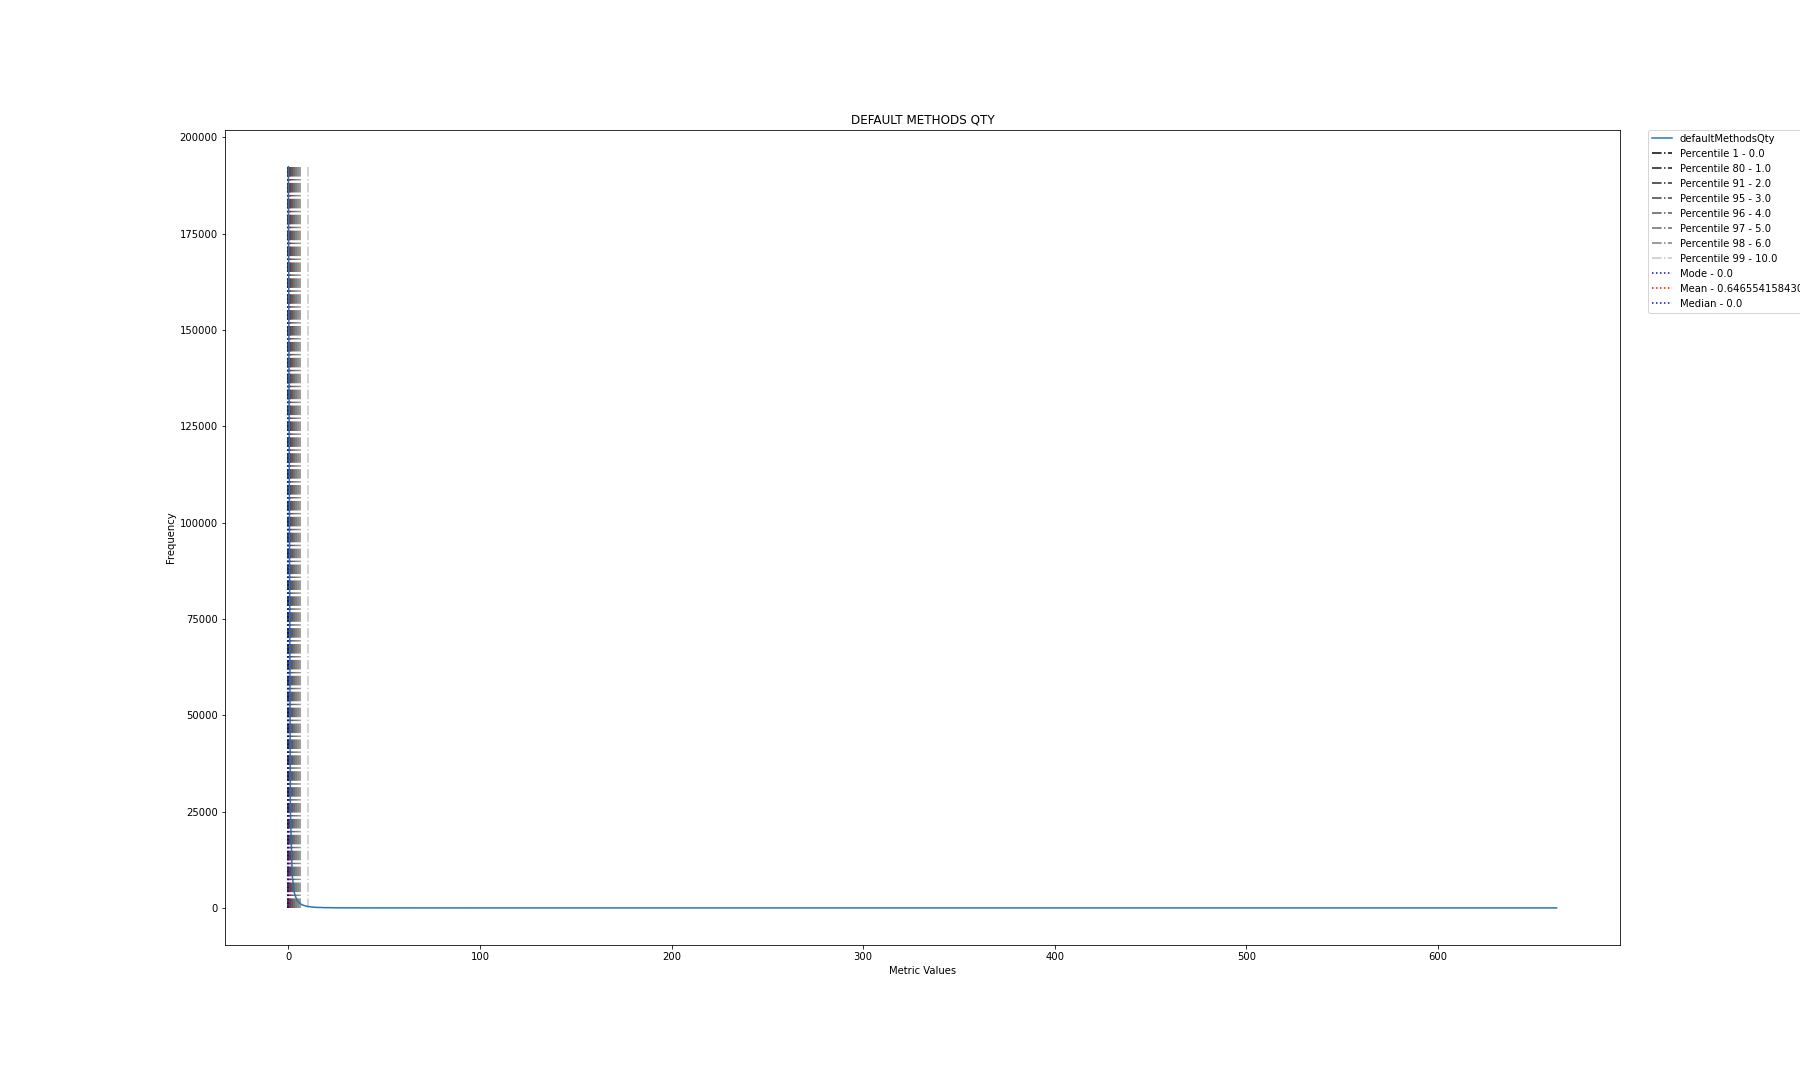 DEFAULT METHODS QTY
200000
175000
150000
125000
100000
75000
50000
25000
0
Frequency
0 100 200 300 400 500 600
Metric Values
defaultMethodsQty
Percentile 1 - 0.0
Percentile 80 - 1.0
Percentile 91 - 2.0
Percentile 95 - 3.0
Percentile 96 - 4.0
Percentile 97 - 5.0
Percentile 98 - 6.0
Percentile 99 - 10.0
Mode - 0.0
Mean - 0.646554158430
Median - 0.0